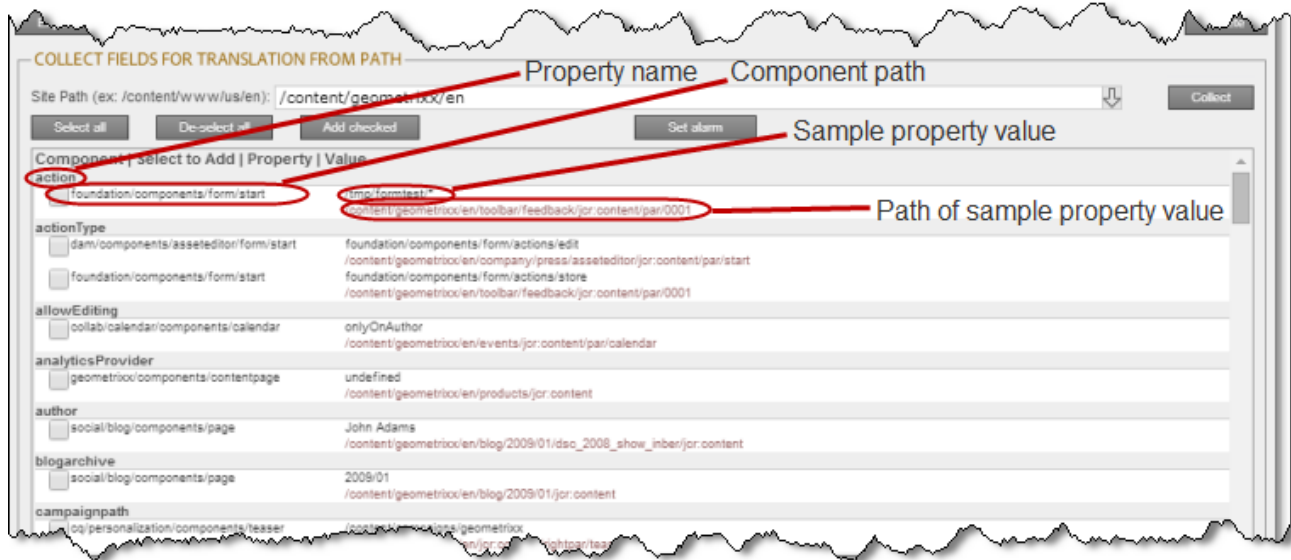 COLLECT FIELDS FOR TRANSLATION FROM PATH
Property name
Component path
Site Path (ex: /content/www/us/en): /content/geometrixx/en
Collect
Select all
De-select all
Add checked
Set alarm
Sample property value
Component | Select to Add | Property | Value
action
foundation/components/form/start
/tmp/formtest/*
/content/geometrixx/en/toolbar/feedback/jcr:content/par/0001
Path of sample property value
actionType
dam/components/asseteditor/form/start
foundation/components/form/actions/edit
/content/geometrixx/en/company/press/asseteditor/jcr:content/par/start
foundation/components/form/start
foundation/components/form/actions/store
/content/geometrixx/en/toolbar/feedback/jcr:content/par/0001
allowEditing
collab/calendar/components/calendar
onlyOnAuthor
/content/geometrixx/en/events/jcr:content/par/calendar
analyticsProvider
geometrixx/components/contentpage
undefined
/content/geometrixx/en/products/jcr:content
author
social/blog/components/page
John Adams
/content/geometrixx/en/blog/2009/01/dsc_2008_show_inber/jcr:content
blogarchive
social/blog/components/page
2009/01
/content/geometrixx/en/blog/2009/01/jcr:content
campaignpath
cq/personalization/components/teaser
/content/campaigns/geometrixx